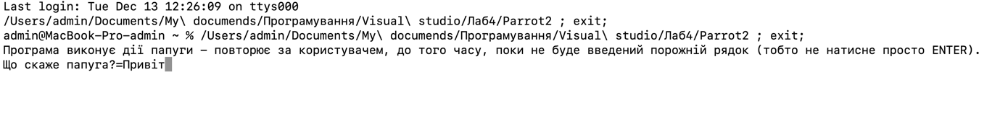 Last login: Tue Dec 13 12:26:09 on ttys000
/Users/admin/Documents/My\ documends/Програмування/Visual\ studio/Лаб4/Parrot2 ; exit;
admin@MacBook-Pro-admin ~ % /Users/admin/Documents/My\ documends/Програмування/Visual\ studio/Лаб4/Parrot2 ; exit;
Програма виконує дії папуги – повторює за користувачем, до того часу, поки не буде введений порожній рядок (тобто не натисне просто ENTER).
Що скаже папуга?=Привіт